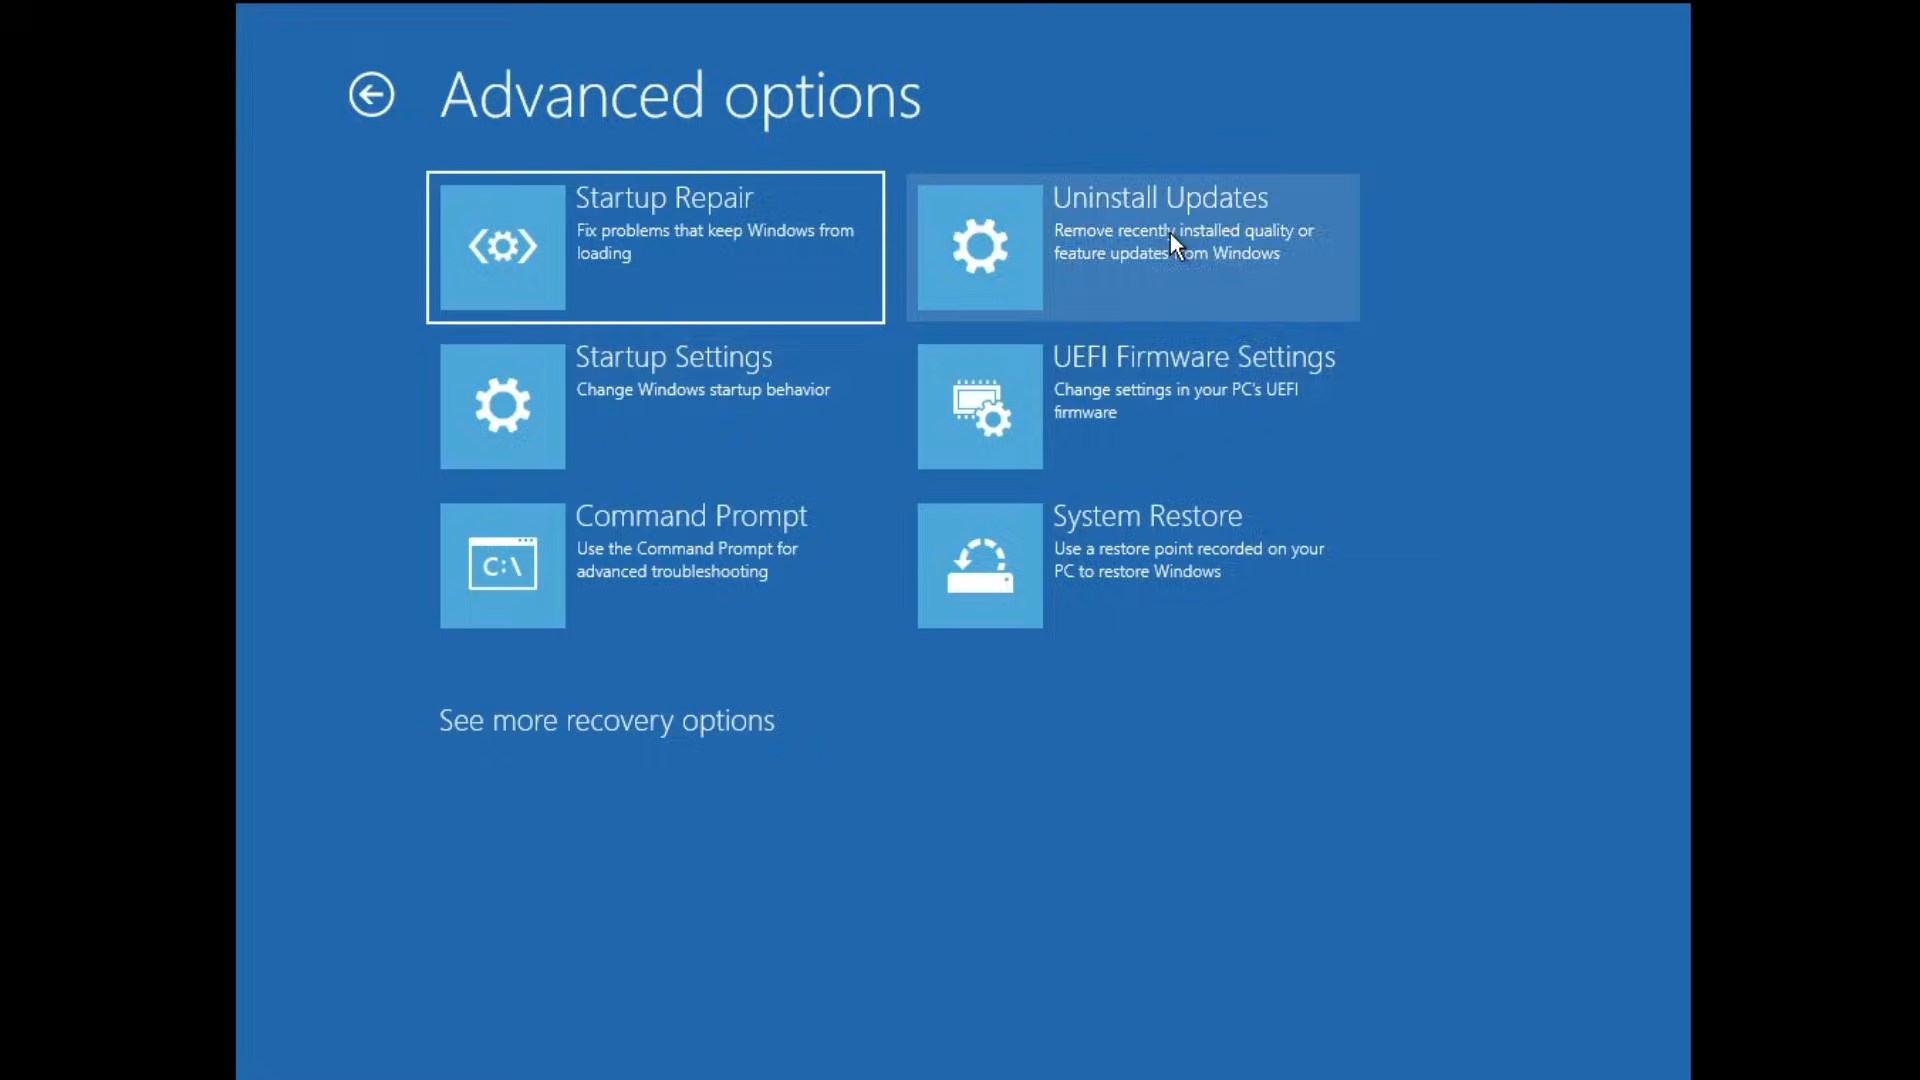 Advanced options
Startup Repair
Fix problems that keep Windows from
loading
Uninstall Updates
Remove recently installed quality or
feature updates from Windows
Startup Settings
Change Windows startup behavior
UEFI Firmware Settings
Change settings in your PC's UEFI
firmware
C:\
Command Prompt
Use the Command Prompt for
advanced troubleshooting
System Restore
Use a restore point recorded on your
PC to restore Windows
See more recovery options